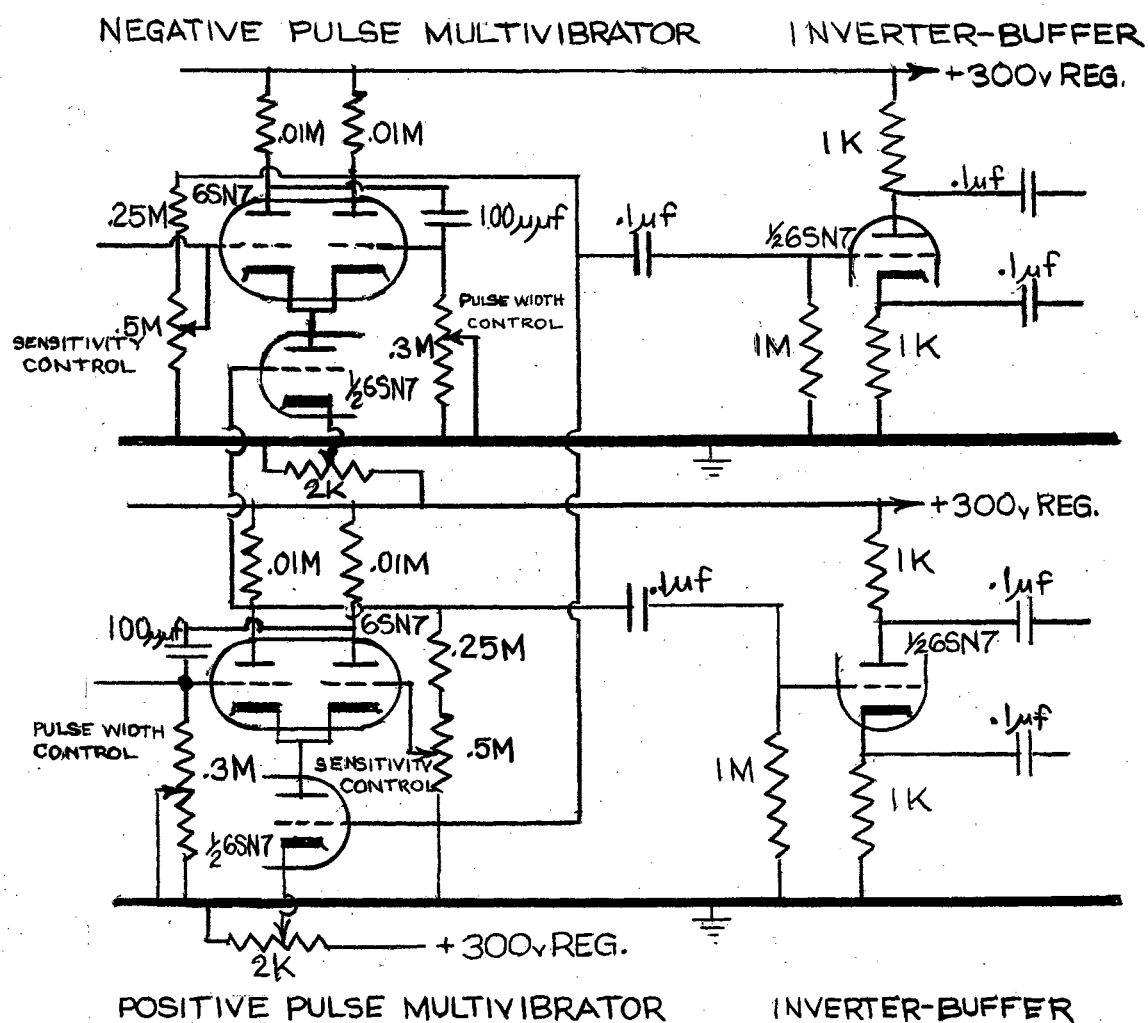 NEGATIVE PULSE MULTIVIBRATOR
INVERTER-BUFFER
+300v REG.
.01M
.01M
1K
6SN7
.1µf
.25M
100µµf
.1µf
½6SN7
.1µf
PULSE WIDTH
CONTROL
.5M
SENSITIVITY
CONTROL
.3M
1M
1K
½6SN7
2K
+300v REG.
.01M
.01M
1K
.1µf
.1µf
100µµf
6SN7
.25M
½6SN7
PULSE WIDTH
CONTROL
.1µf
.3M
SENSITIVITY
CONTROL
.5M
1M
1K
½6SN7
+300v REG.
2K
POSITIVE PULSE MULTIVIBRATOR
INVERTER-BUFFER